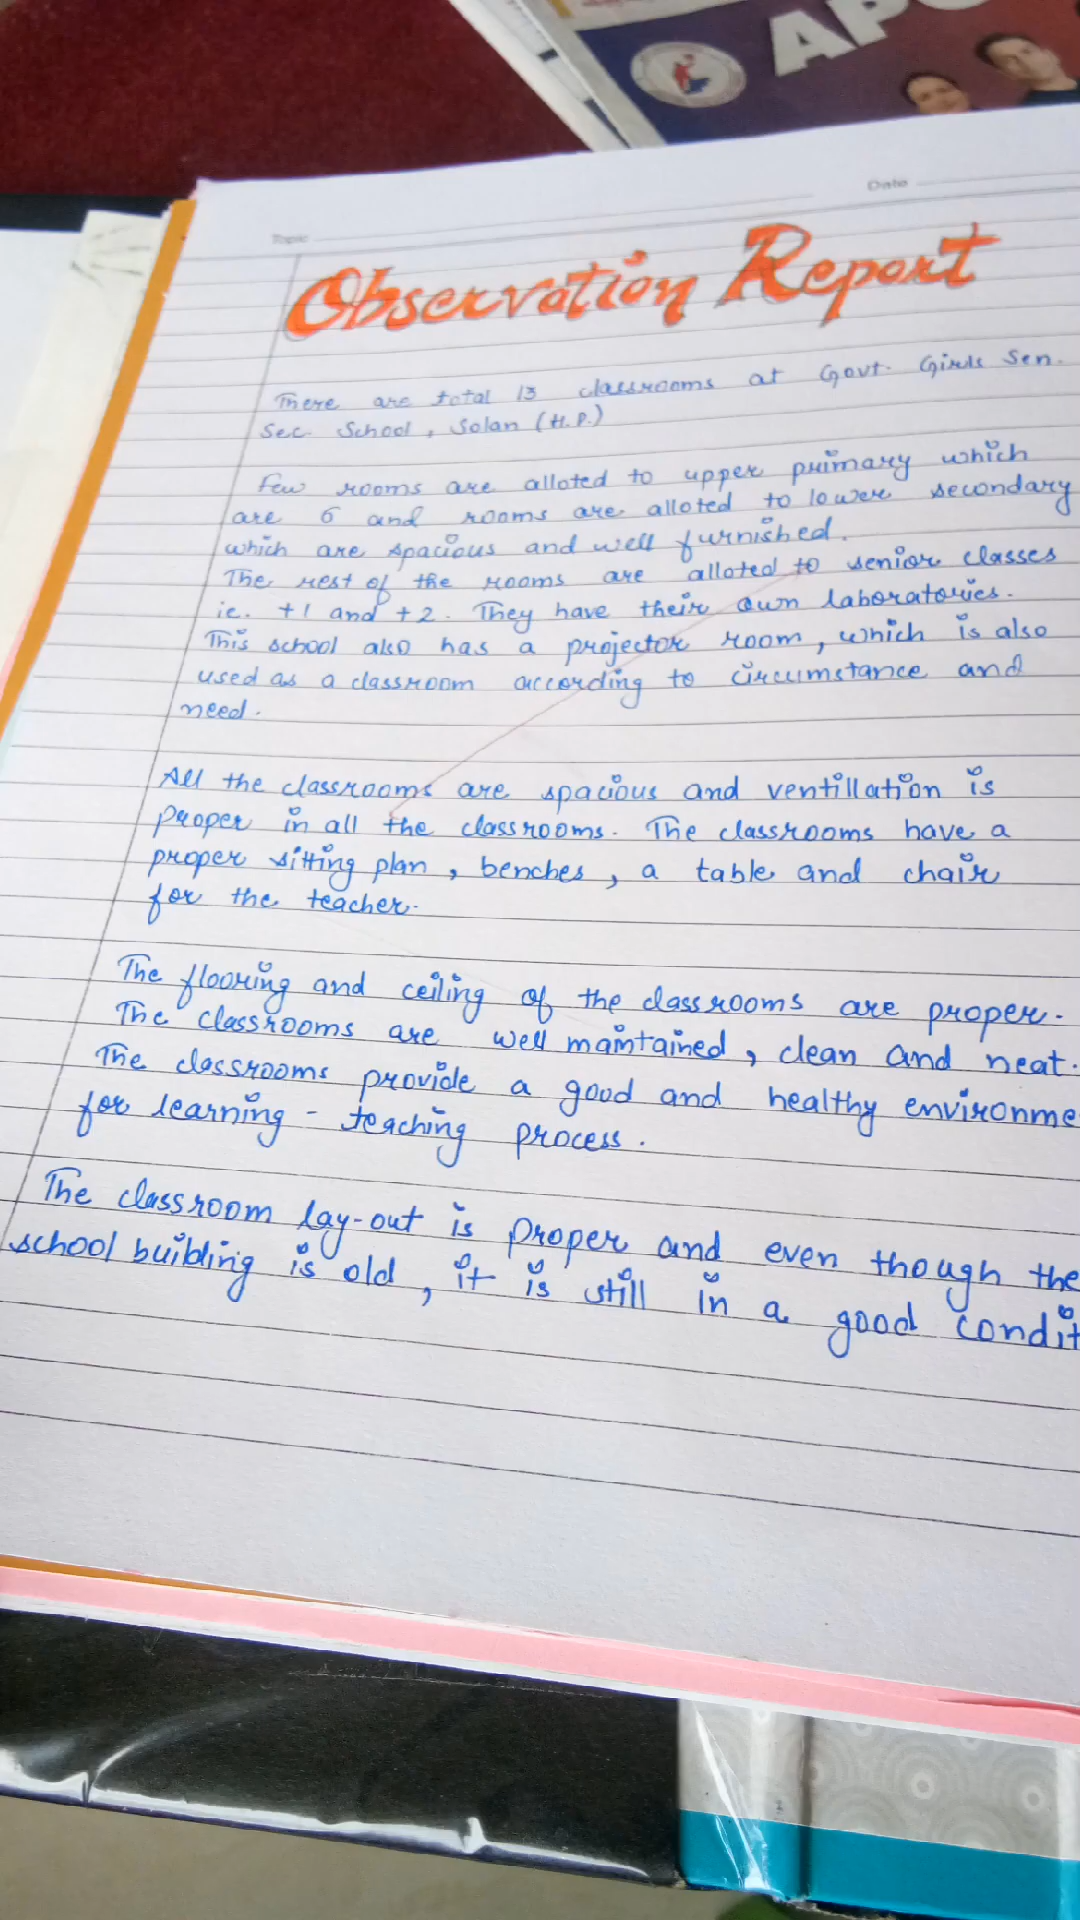 AP
Date
Topic
Observation Report
There are total 13 classrooms at Govt. Girls Sen.
Sec. School, Solan (H.P.)
Few rooms are alloted to upper primary which
are 6 and rooms are alloted to lower secondary
which are spacious and well furnished.
The rest of the rooms are alloted to senior classes
ie. +1 and +2. They have their own laboratories.
This school also has a projector room, which is also
used as a classroom according to circumstance and
need.
All the classrooms are spacious and ventillation is
proper in all the classrooms. The classrooms have a
proper sitting plan, benches, a table and chair
for the teacher.
The flooring and ceiling of the classrooms are proper.
The classrooms are well maintained, clean and neat.
The classrooms provide a good and healthy environme
for learning - teaching process.
The classroom lay-out is proper and even though the
school building is old, it is still in a good condit